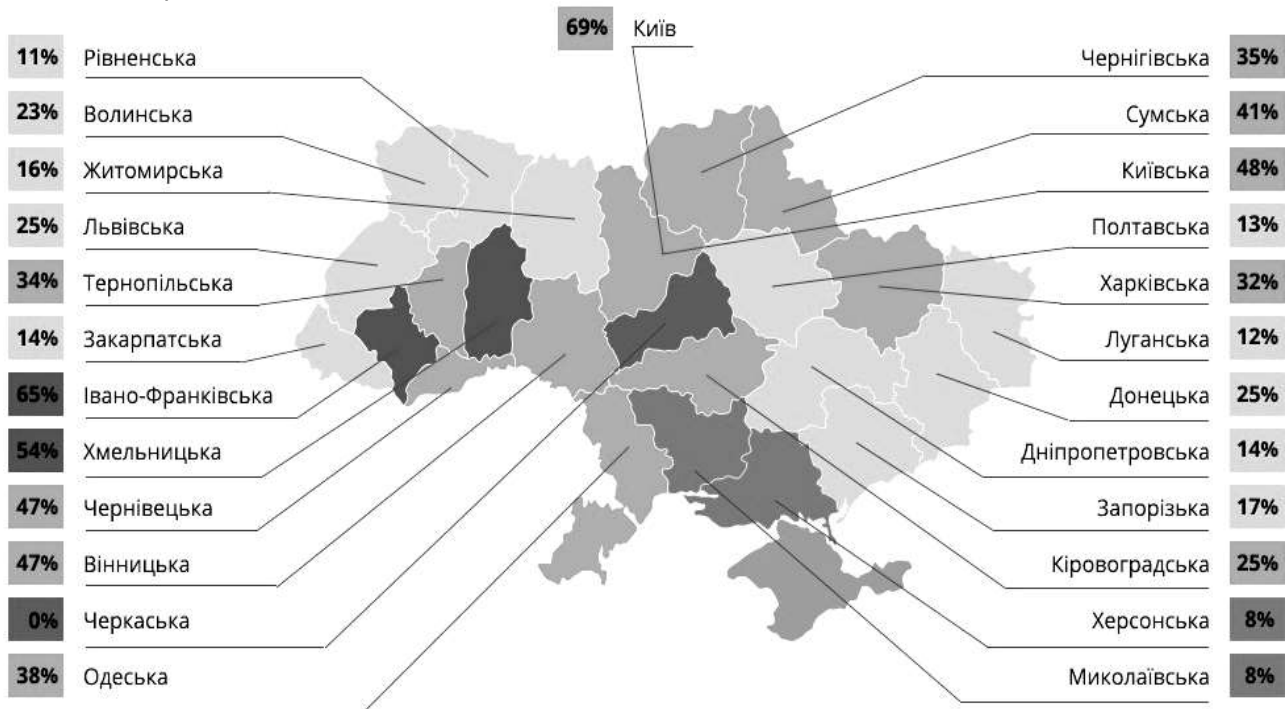 69% Київ
11% Рівненська
23% Волинська
16% Житомирська
25% Львівська
34% Тернопільська
14% Закарпатська
65% Івано-Франківська
54% Хмельницька
47% Чернівецька
47% Вінницька
0% Черкаська
38% Одеська
Чернігівська 35%
Сумська 41%
Київська 48%
Полтавська 13%
Харківська 32%
Луганська 12%
Донецька 25%
Дніпропетровська 14%
Запорізька 17%
Кіровоградська 25%
Херсонська 8%
Миколаївська 8%